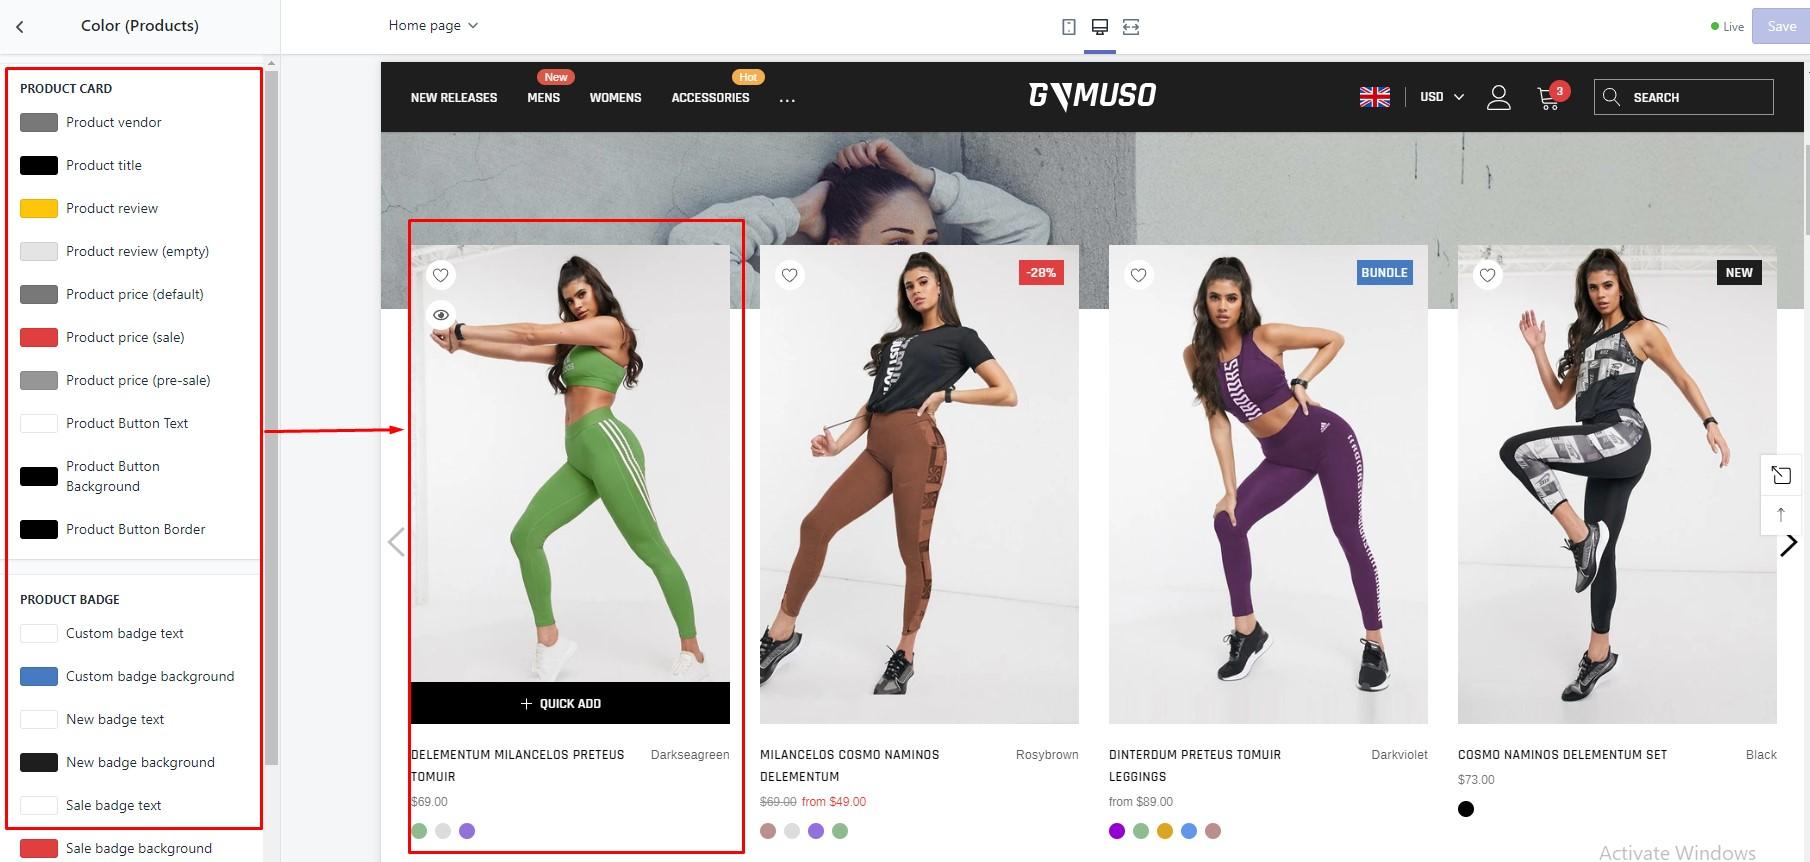 Color (Products)
Home page
Live
Save
PRODUCT CARD
Product vendor
Product title
Product review
Product review (empty)
Product price (default)
Product price (sale)
Product price (pre-sale)
Product Button Text
Product Button
Background
Product Button Border
PRODUCT BADGE
Custom badge text
Custom badge background
New badge text
New badge background
Sale badge text
Sale badge background
New
Hot
NEW RELEASES
MENS
WOMENS
ACCESSORIES
...
USD
3
SEARCH
-28%
BUNDLE
NEW
+ QUICK ADD
DELEMENTUM MILANCELOS PRETEUS
TOMUIR
Darkseagreen
$69.00
MILANCELOS COSMO NAMINOS
DELEMENTUM
Rosybrown
$69.00 from $49.00
DINTERDUM PRETEUS TOMUIR
LEGGINGS
Darkviolet
from $89.00
COSMO NAMINOS DELEMENTUM SET
Black
$73.00
Activate Windows